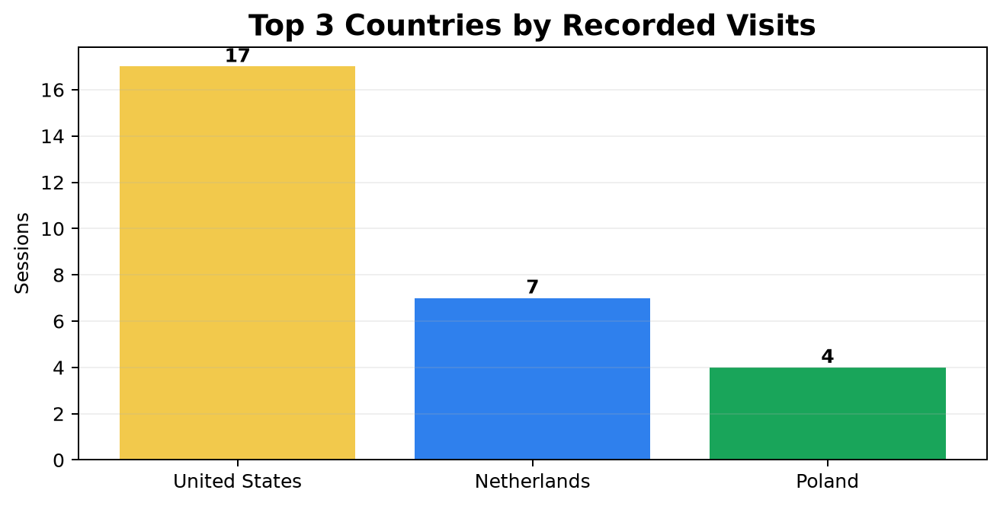 Top 3 Countries by Recorded Visits
17
16
14
12
10
8
7
6
4
4
2
0
Sessions
United States
Netherlands
Poland